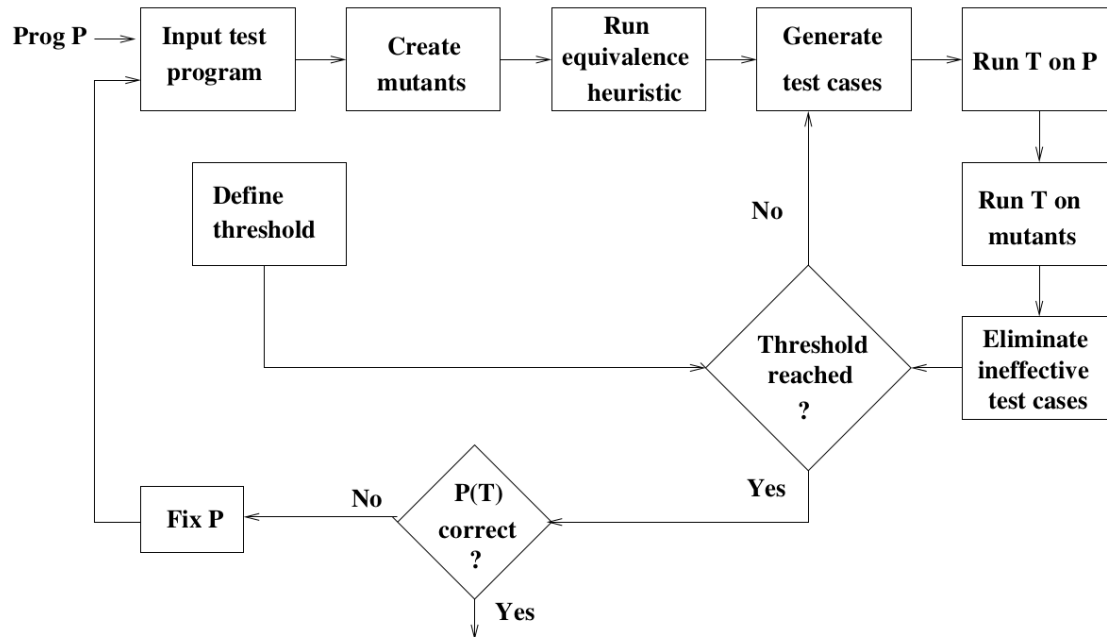 Prog P
Input test
program
Create
mutants
Run
equivalence
heuristic
Generate
test cases
Run T on P
Define
threshold
No
Run T on
mutants
Threshold
reached
?
Eliminate
ineffective
test cases
Yes
P(T)
correct
?
No
Fix P
Yes